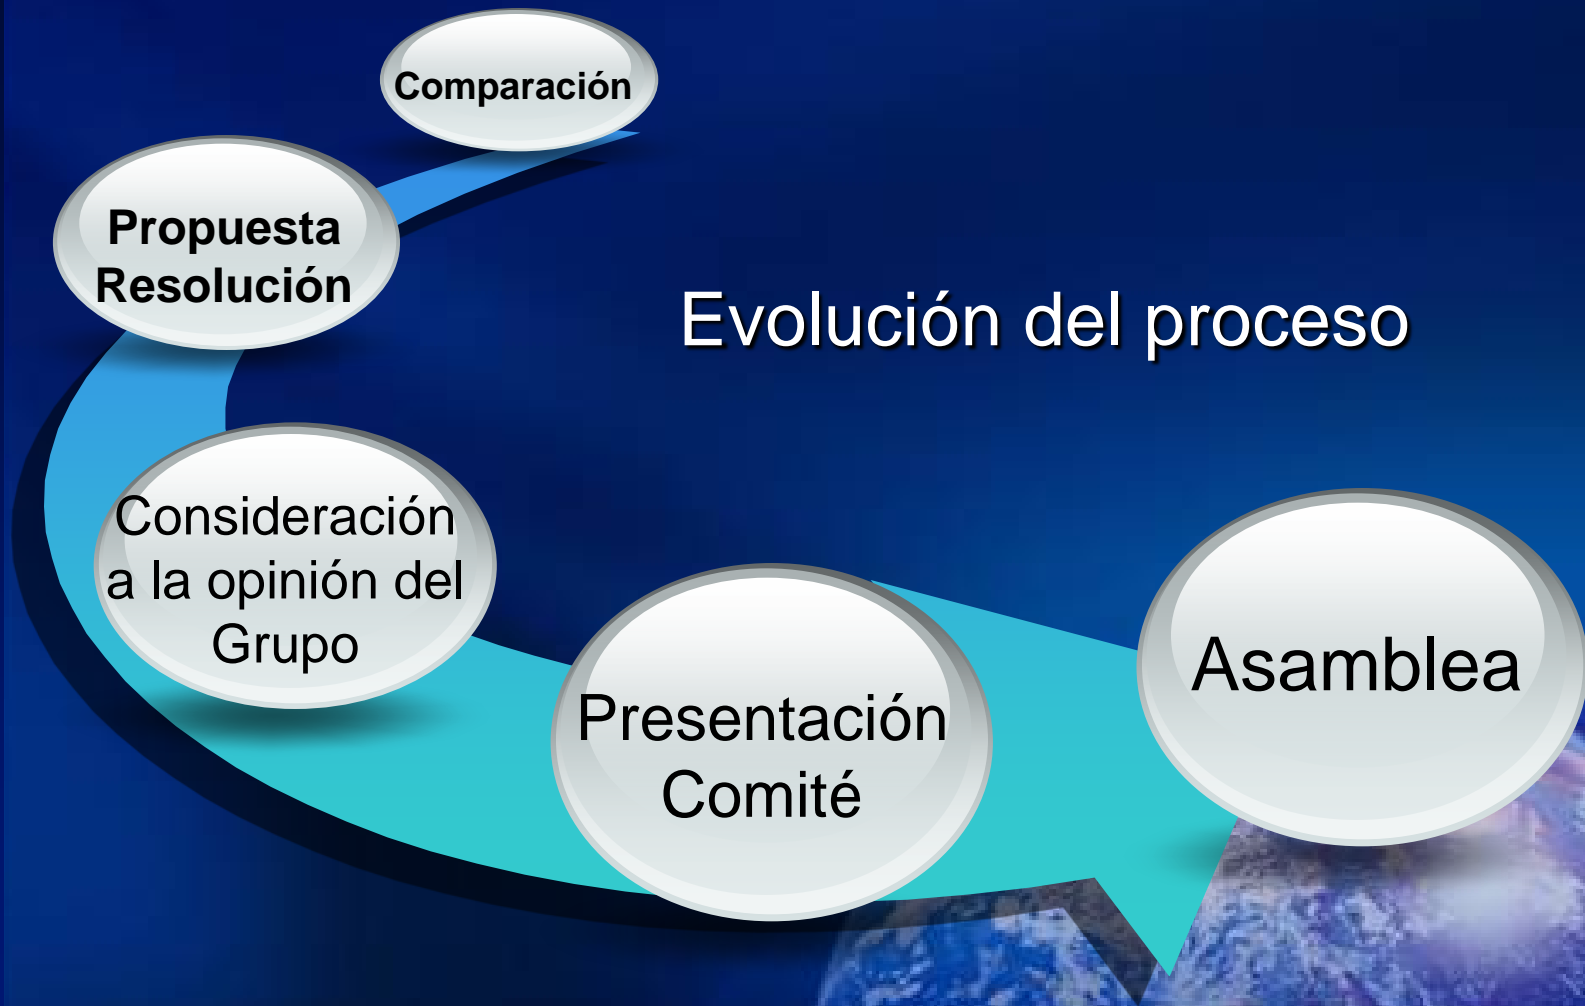 Comparación
Propuesta
Resolución
Evolución del proceso
Consideración
a la opinión del
Grupo
Presentación
Comité
Asamblea